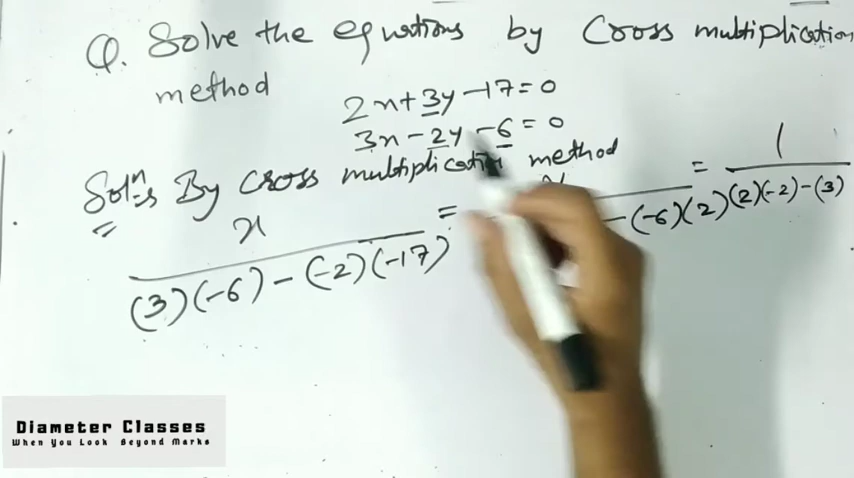 Q. Solve the equations by Cross multiplication
method
2x+3y-17=0
3x-2y-6=0
Solⁿ⇒ By Cross multiplication method
x = = 1
(3)(-6)-(-2)(-17) -(-6)(2) (2)(-2)-(3)
Diameter Classes
When You Look Beyond Marks